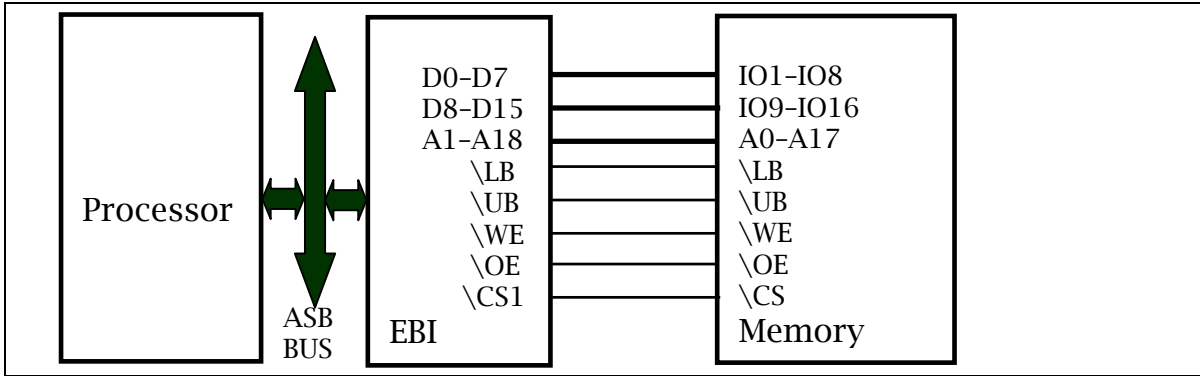 Processor
ASB
BUS
D0–D7
D8–D15
A1–A18
\LB
\UB
\WE
\OE
\CS1
EBI
IO1–IO8
IO9–IO16
A0–A17
\LB
\UB
\WE
\OE
\CS
Memory